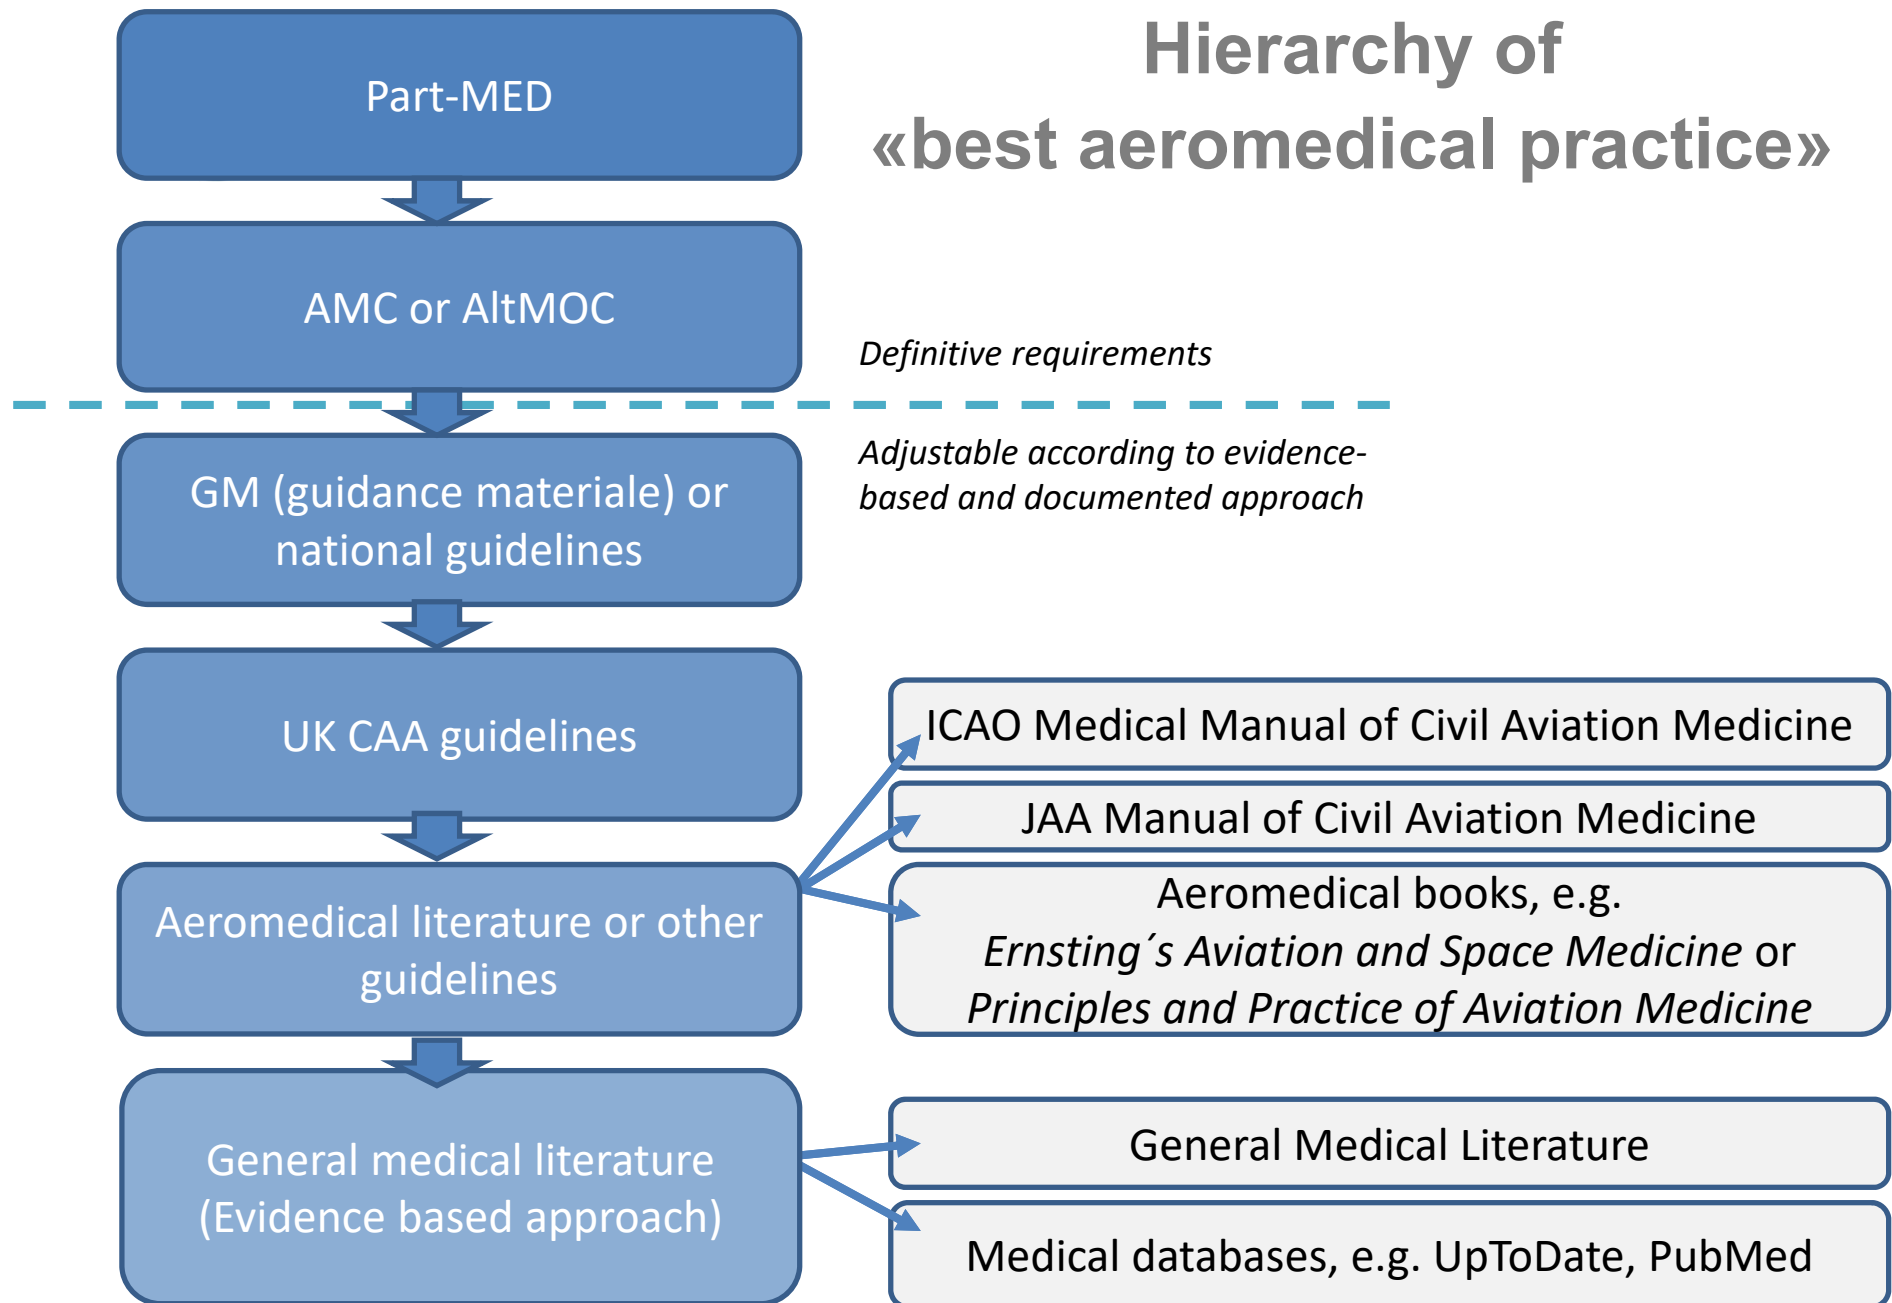 Hierarchy of
«best aeromedical practice»
Part-MED
AMC or AltMOC
Definitive requirements
Adjustable according to evidence-
based and documented approach
GM (guidance materiale) or
national guidelines
UK CAA guidelines
ICAO Medical Manual of Civil Aviation Medicine
JAA Manual of Civil Aviation Medicine
Aeromedical literature or other
guidelines
Aeromedical books, e.g.
Ernsting´s Aviation and Space Medicine or
Principles and Practice of Aviation Medicine
General medical literature
(Evidence based approach)
General Medical Literature
Medical databases, e.g. UpToDate, PubMed